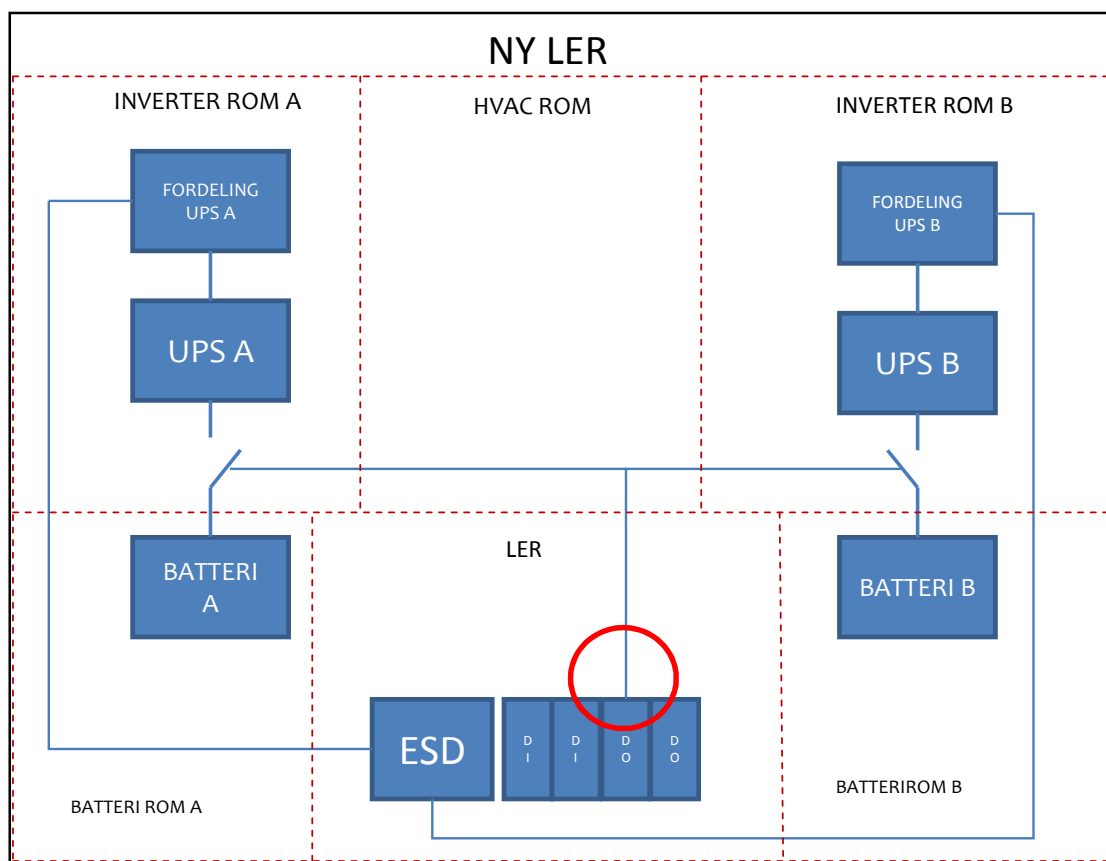 NY LER
INVERTER ROM A
HVAC ROM
INVERTER ROM B
FORDELING
UPS A
FORDELING
UPS B
UPS A
UPS B
LER
BATTERI
A
BATTERI B
ESD
D
I
D
I
D
O
D
O
BATTERI ROM A
BATTERIROM B